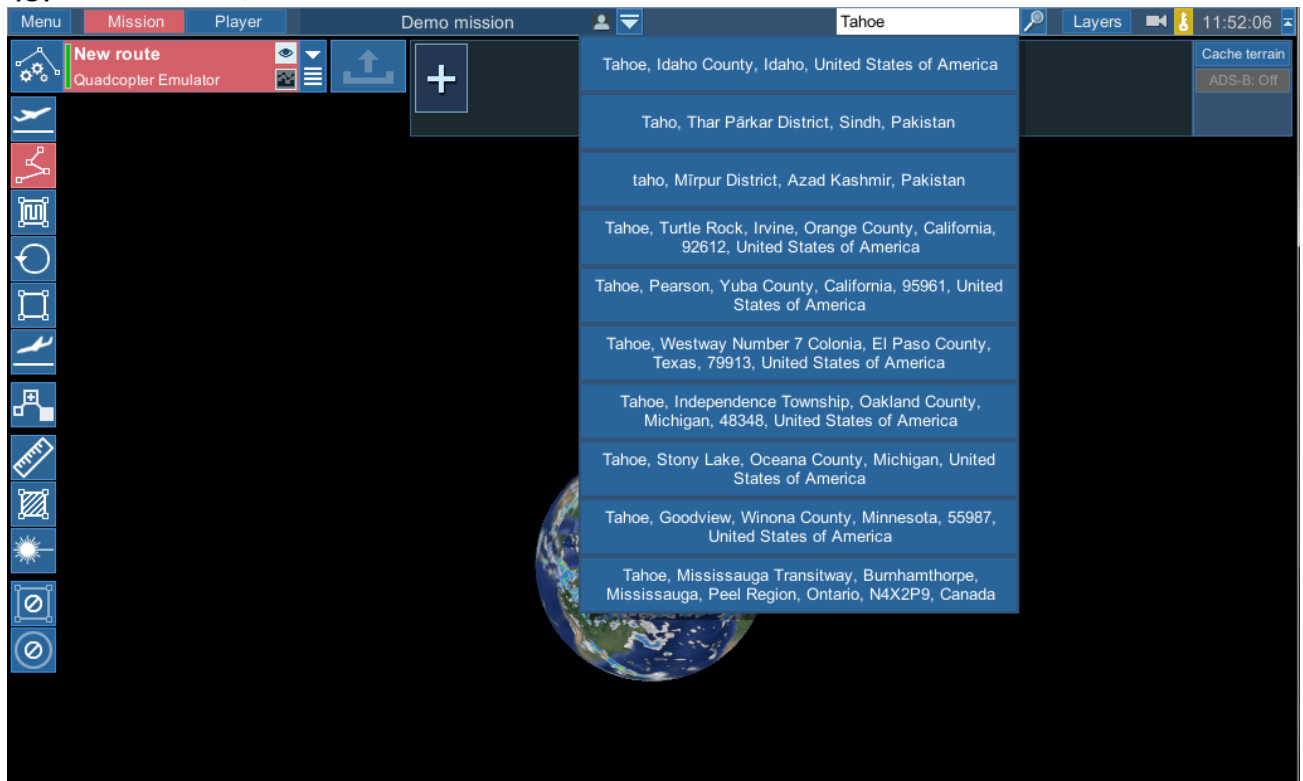 Menu
Mission
Player
Demo mission
Tahoe
Layers
11:52:06
New route
Quadcopter Emulator
Cache terrain
ADS-B: Off
Tahoe, Idaho County, Idaho, United States of America
Taho, Thar Pārkar District, Sindh, Pakistan
taho, Mīrpur District, Azad Kashmir, Pakistan
Tahoe, Turtle Rock, Irvine, Orange County, California,
92612, United States of America
Tahoe, Pearson, Yuba County, California, 95961, United
States of America
Tahoe, Westway Number 7 Colonia, El Paso County,
Texas, 79913, United States of America
Tahoe, Independence Township, Oakland County,
Michigan, 48348, United States of America
Tahoe, Stony Lake, Oceana County, Michigan, United
States of America
Tahoe, Goodview, Winona County, Minnesota, 55987,
United States of America
Tahoe, Mississauga Transitway, Burnhamthorpe,
Mississauga, Peel Region, Ontario, N4X2P9, Canada